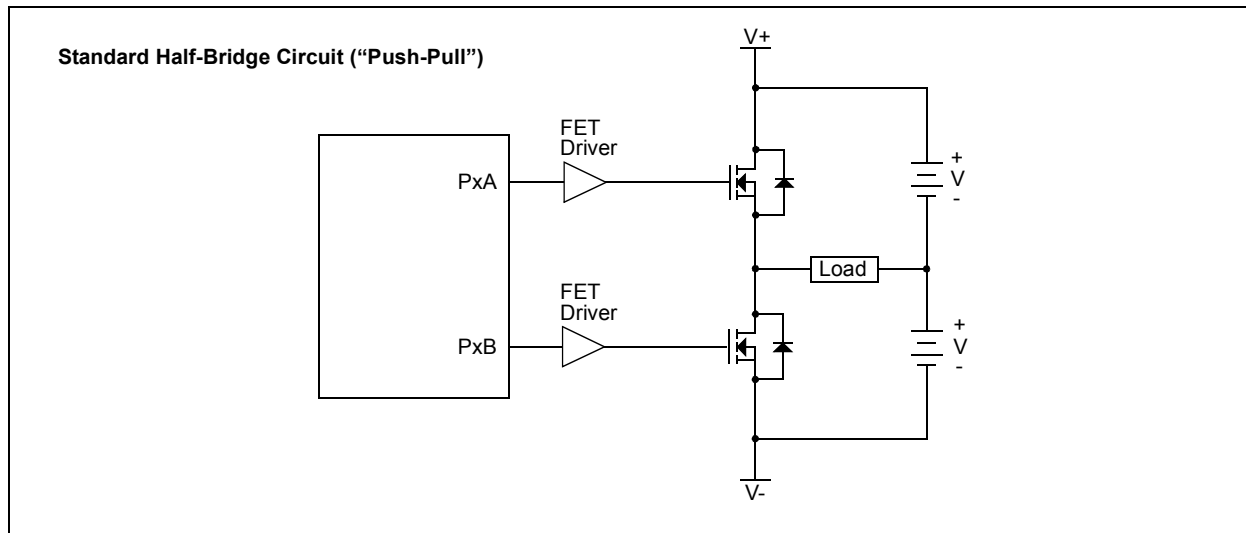 Standard Half-Bridge Circuit (“Push-Pull”)
V+
FET
Driver
PxA
+
V
-
Load
FET
Driver
PxB
+
V
-
V-